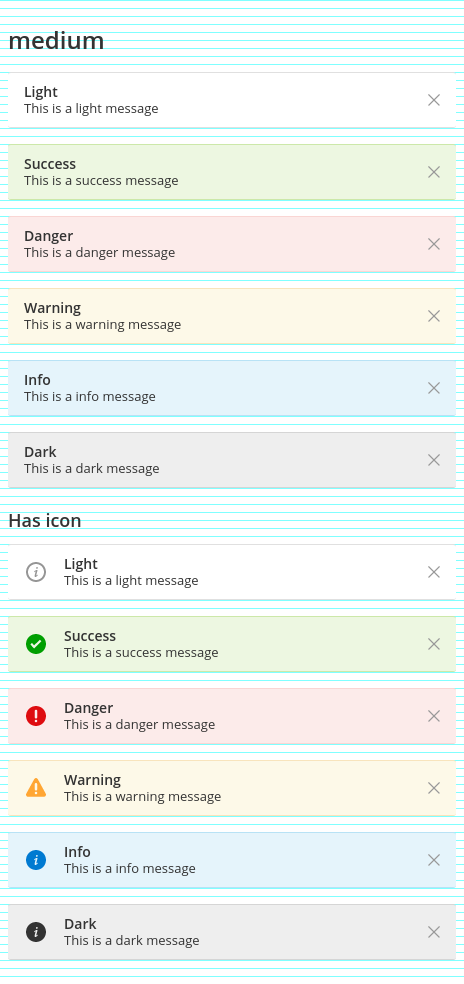 medium
Light
This is a light message
Success
This is a success message
Danger
This is a danger message
Warning
This is a warning message
Info
This is a info message
Dark
This is a dark message
Has icon
Light
This is a light message
Success
This is a success message
Danger
This is a danger message
Warning
This is a warning message
Info
This is a info message
Dark
This is a dark message